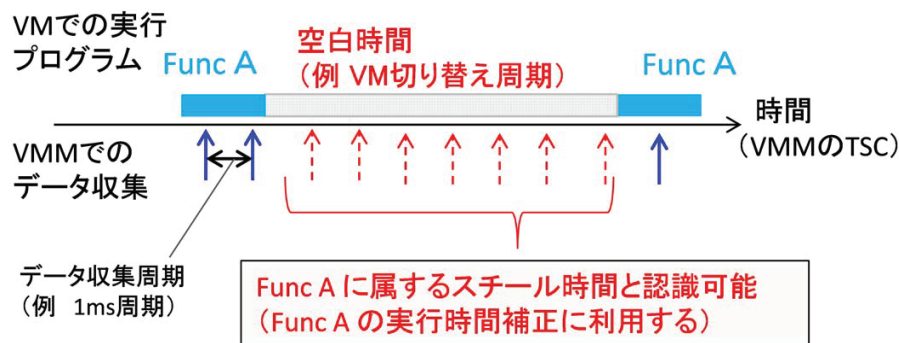 VMでの実行
プログラム
Func A
空白時間
（例 VM切り替え周期）
Func A
時間
（VMMのTSC）
VMMでの
データ収集
データ収集周期
（例 1ms周期）
Func A に属するスチール時間と認識可能
（Func A の実行時間補正に利用する）